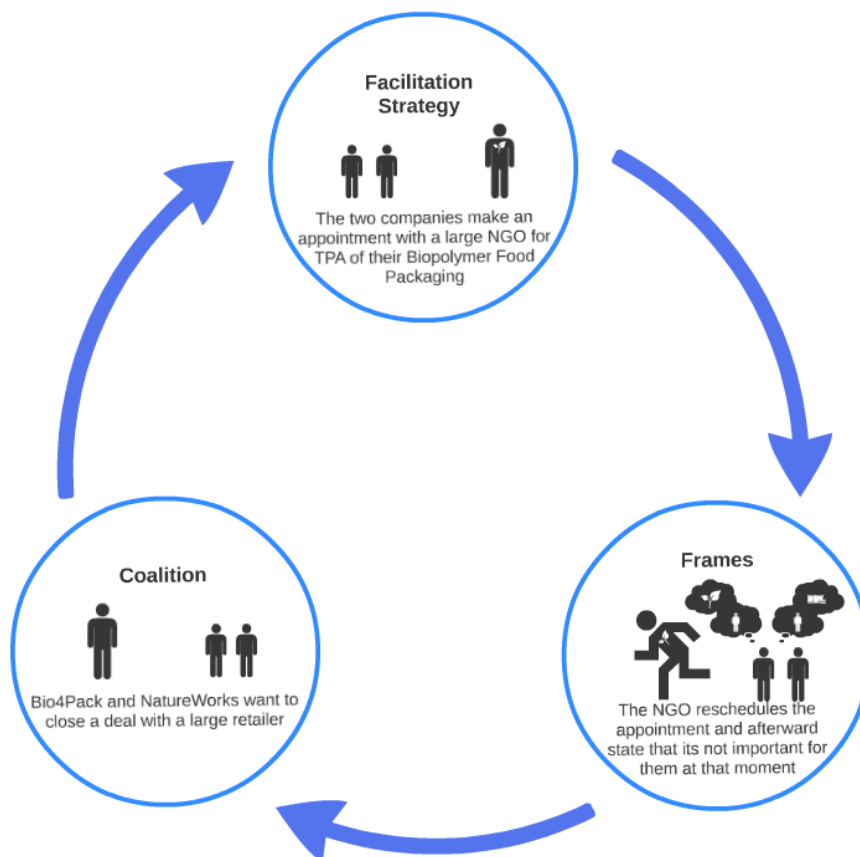 Facilitation
Strategy
The two companies make an
appointment with a large NGO for
TPA of their Biopolymer Food
Packaging
Coalition
Bio4Pack and NatureWorks want to
close a deal with a large retailer
Frames
The NGO reschedules the
appointment and afterward
state that its not important for
them at that moment